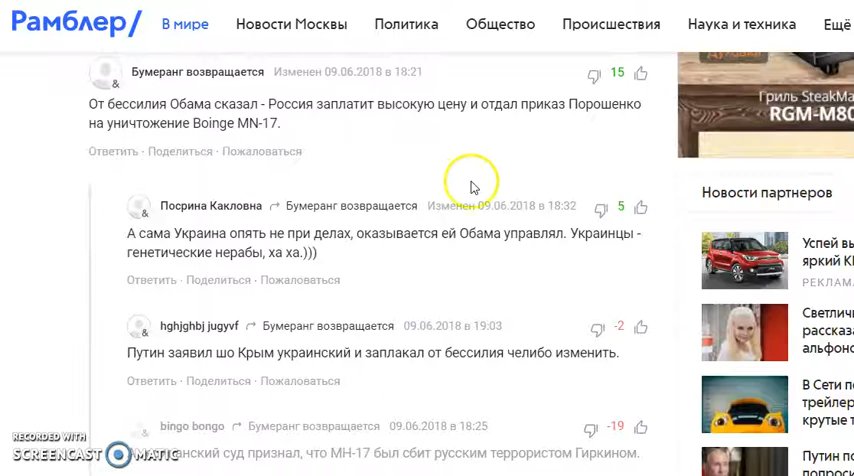 Рамблер/ В мире Новости Москвы Политика Общество Происшествия Наука и техника Ещё
Бумеранг возвращается Изменен 09.06.2018 в 18:21 15
От бессилия Обама сказал - Россия заплатит высокую цену и отдал приказ Порошенко
на уничтожение Boinge MN-17.
Ответить · Поделиться · Пожаловаться
Посрина Какловна Бумеранг возвращается Изменен 09.06.2018 в 18:32 5
А сама Украина опять не при делах, оказывается ей Обама управлял. Украинцы -
генетические нерабы, ха ха.)))
Ответить · Поделиться · Пожаловаться
hghjghbj jugyvf Бумеранг возвращается 09.06.2018 в 19:03 -2
Путин заявил шо Крым украинский и заплакал от бессилия челибо изменить.
Ответить · Поделиться · Пожаловаться
bingo bongo Бумеранг возвращается 09.06.2018 в 18:25 -19
суд признал, что МН-17 был сбит русским террористом Гиркином.
Гриль SteakMa
RGM-M80
Новости партнеров
Успей вы
яркий KI
РЕКЛАМА
Светлич
расска
альфонс
В Сети п
трейлер
крутые
Путин по
RECORDED WITH
SCREENCAST MATIC